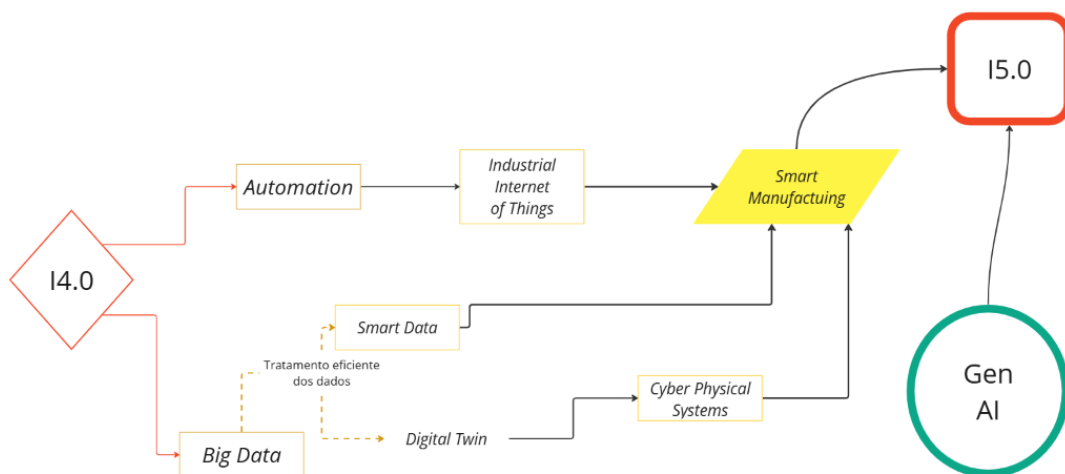 I5.0
Industrial
Internet
of Things
Automation
Smart
Manufactuing
I4.0
Smart Data
Tratamento eficiente
dos dados
Gen
AI
Cyber Physical
Systems
Digital Twin
Big Data